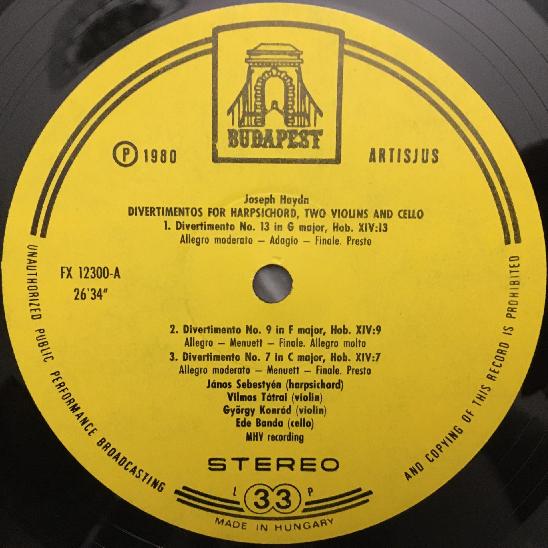 BUDAPEST
Ⓟ 1980
ARTISJUS
Joseph Haydn
DIVERTIMENTOS FOR HARPSICHORD, TWO VIOLINS AND CELLO
1. Divertimento No. 13 in G major, Hob. XIV:13
Allegro moderato – Adagio – Finale. Presto
FX 12300-A
26'34"
2. Divertimento No. 9 in F major, Hob. XIV:9
Allegro – Menuett – Finale. Allegro molto
3. Divertimento No. 7 in C major, Hob. XIV:7
Allegro moderato – Menuett – Finale. Presto
János Sebestyén (harpsichord)
Vilmos Tátrai (violin)
György Konrád (violin)
Ede Banda (cello)
MHV recording
STEREO
L 33 P
MADE IN HUNGARY
UNAUTHORIZED PUBLIC PERFORMANCE BROADCASTING
AND COPYING OF THIS RECORD IS PROHIBITED